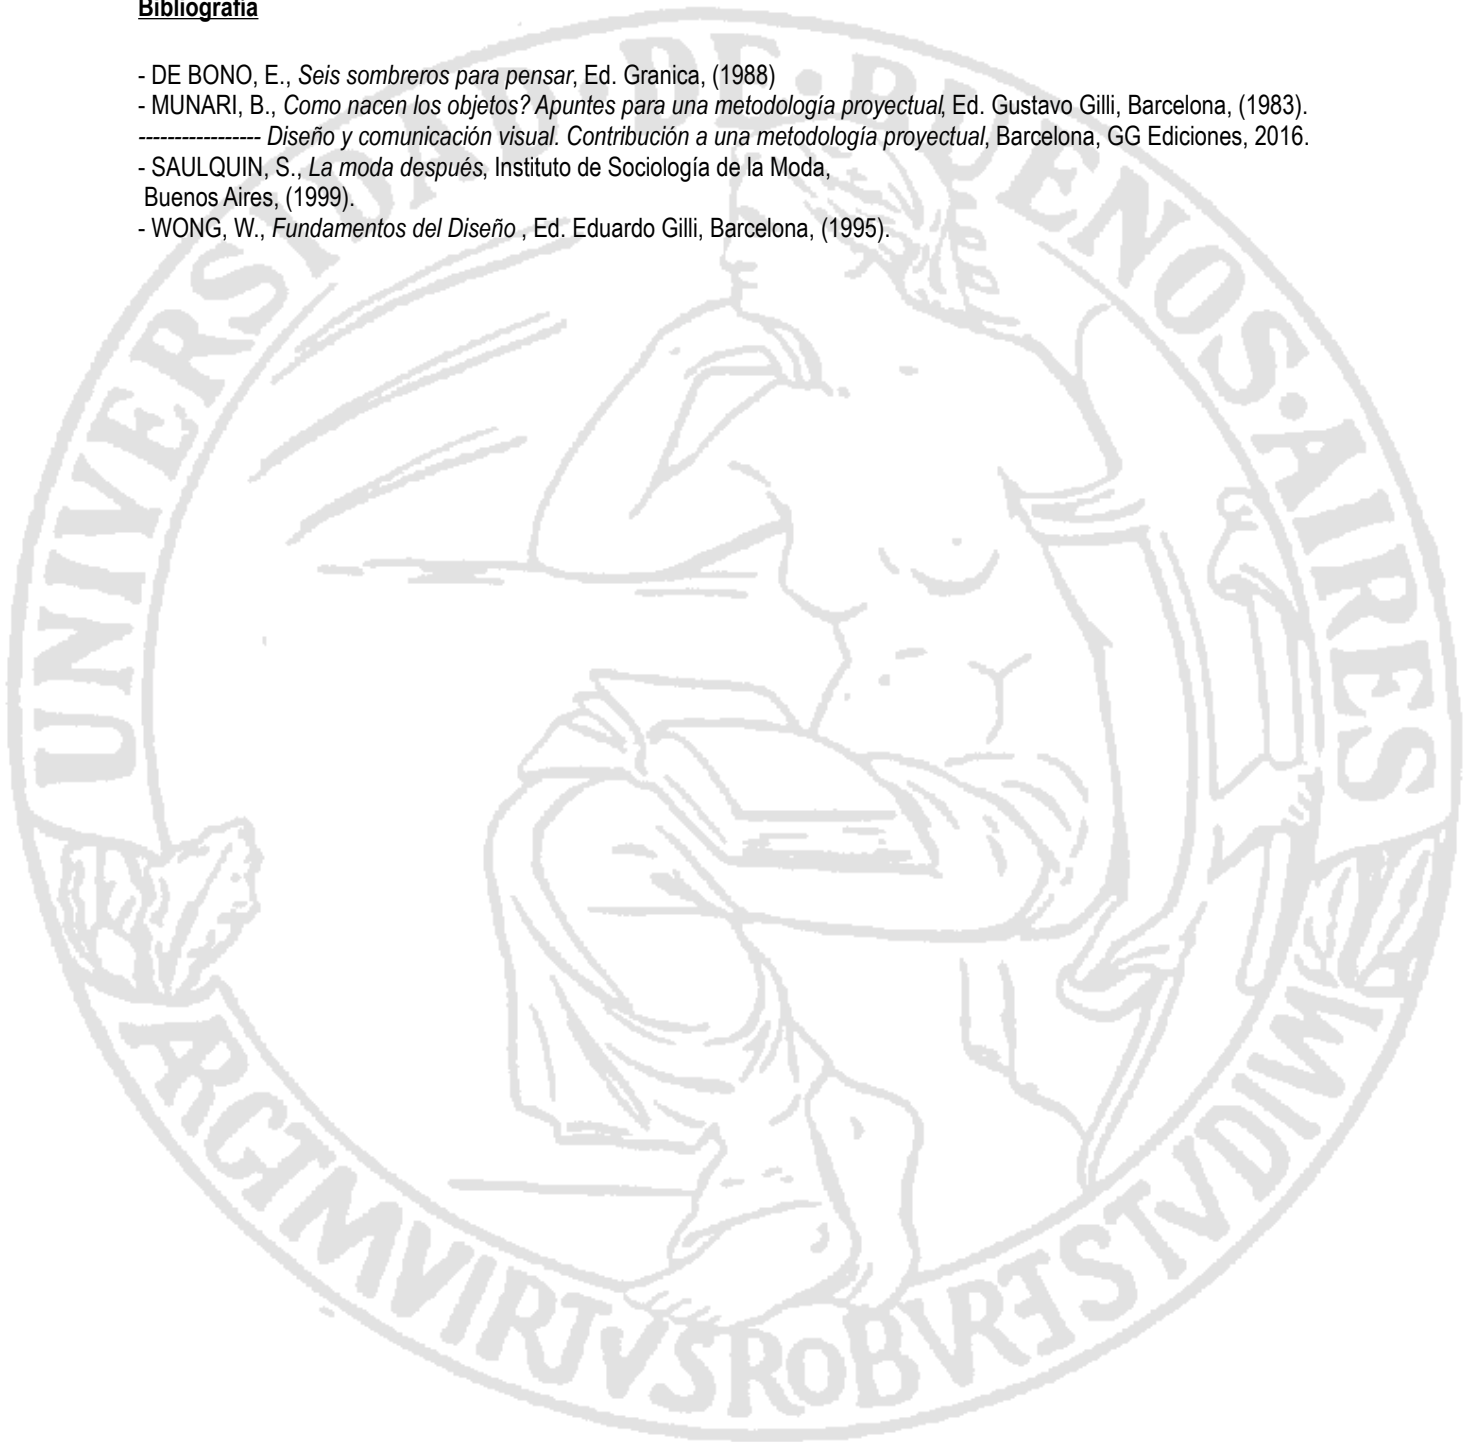 Bibliografía
- DE BONO, E., Seis sombreros para pensar, Ed. Granica, (1988)
- MUNARI, B., Como nacen los objetos? Apuntes para una metodología proyectual, Ed. Gustavo Gilli, Barcelona, (1983).
------------------ Diseño y comunicación visual. Contribución a una metodología proyectual, Barcelona, GG Ediciones, 2016.
- SAULQUIN, S., La moda después, Instituto de Sociología de la Moda,
Buenos Aires, (1999).
- WONG, W., Fundamentos del Diseño , Ed. Eduardo Gilli, Barcelona, (1995).
UNIVERSIDAD·DE·BUENOS·AIRES
ARGTMVIRTVSROBVRETSTVDIVM